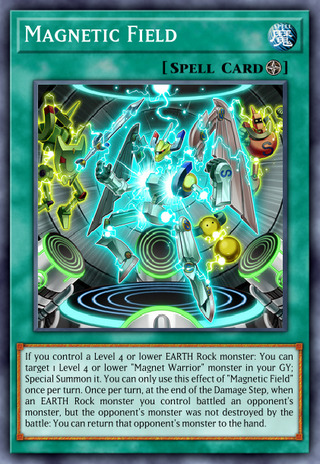 Magnetic Field
魔
[Spell Card]
If you control a Level 4 or lower EARTH Rock monster: You can
target 1 Level 4 or lower "Magnet Warrior" monster in your GY;
Special Summon it. You can only use this effect of "Magnetic Field"
once per turn. Once per turn, at the end of the Damage Step, when
an EARTH Rock monster you control battled an opponent's
monster, but the opponent's monster was not destroyed by the
battle: You can return that opponent's monster to the hand.